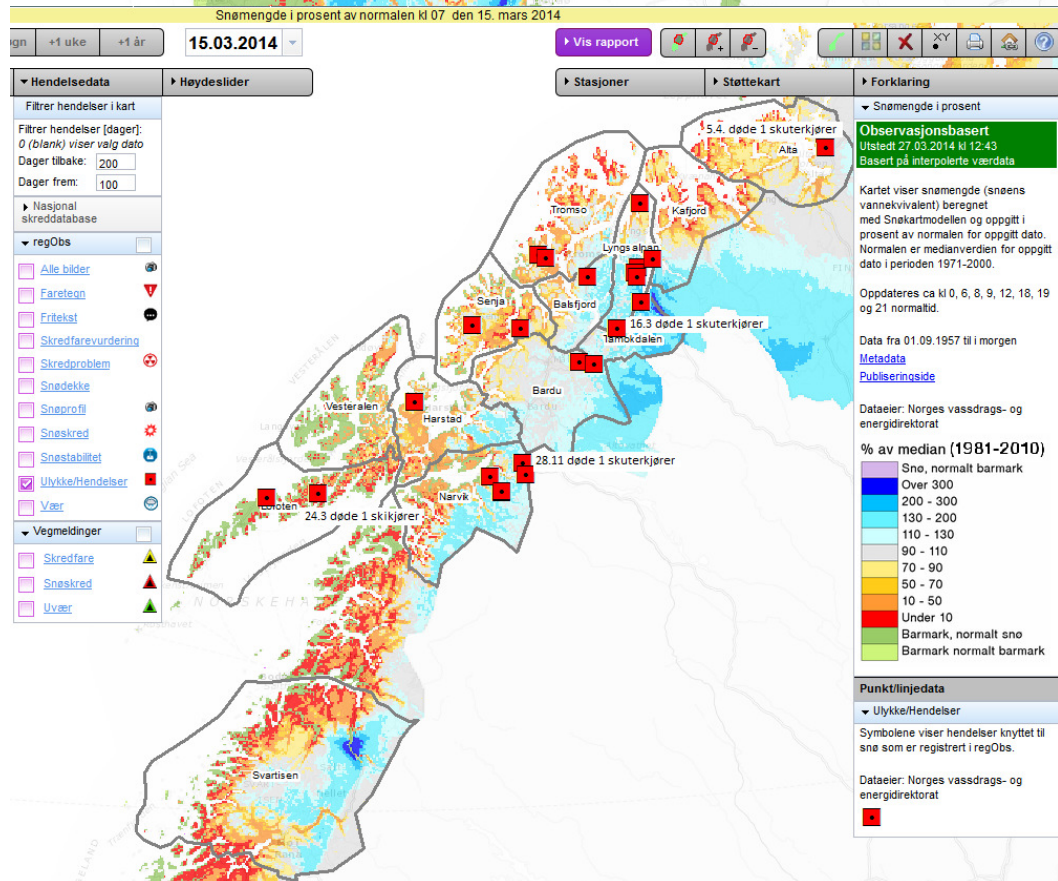 Snømengde i prosent av normalen kl 07 den 15. mars 2014
+1 uke
+1 år
15.03.2014
Vis rapport
XY
Hendelsedata
Høydeslider
Stasjoner
Støttekart
Forklaring
Filtrer hendelser i kart
Filtrer hendelser [dager]:
0 (blank) viser valg dato
Dager tilbake: 200
Dager frem: 100
Nasjonal
skreddatabase
regObs
Alle bilder
Faretegn
Fritekst
Skredfarevurdering
Skredproblem
Snødekke
Snøprofil
Snøskred
Snøstabilitet
Ulykke/Hendelser
Vær
Vegmeldinger
Skredfare
Snøskred
Uvær
5.4. døde 1 skuterkjører
Alta
Tromsø
Kafjord
Lyngsalpan
Senja
Balsfjord
16.3 døde 1 skuterkjører
Tamokdalen
Bardu
Vesteralen
Harstad
28.11 døde 1 skuterkjører
Narvik
Lofoten
24.3 døde 1 skikjører
Svartisen
Snømengde i prosent
Observasjonsbasert
Utstedt 27.03.2014 kl 12:43
Basert på interpolerte værdata
Kartet viser snømengde (snøens
vannekvivalent) beregnet
med Snøkartmodellen og oppgitt i
prosent av normalen for oppgitt dato.
Normalen er medianverdien for oppgitt
dato i perioden 1971-2000.
Oppdateres ca kl 0, 6, 8, 9, 12, 18, 19
og 21 normaltid.
Data fra 01.09.1957 til i morgen
Metadata
Publiseringside
Dataeier: Norges vassdrags- og
energidirektorat
% av median (1981-2010)
Snø, normalt barmark
Over 300
200 - 300
130 - 200
110 - 130
90 - 110
70 - 90
50 - 70
10 - 50
Under 10
Barmark, normalt snø
Barmark normalt barmark
Punkt/linjedata
Ulykke/Hendelser
Symbolene viser hendelser knyttet til
snø som er registrert i regObs.
Dataeier: Norges vassdrags- og
energidirektorat